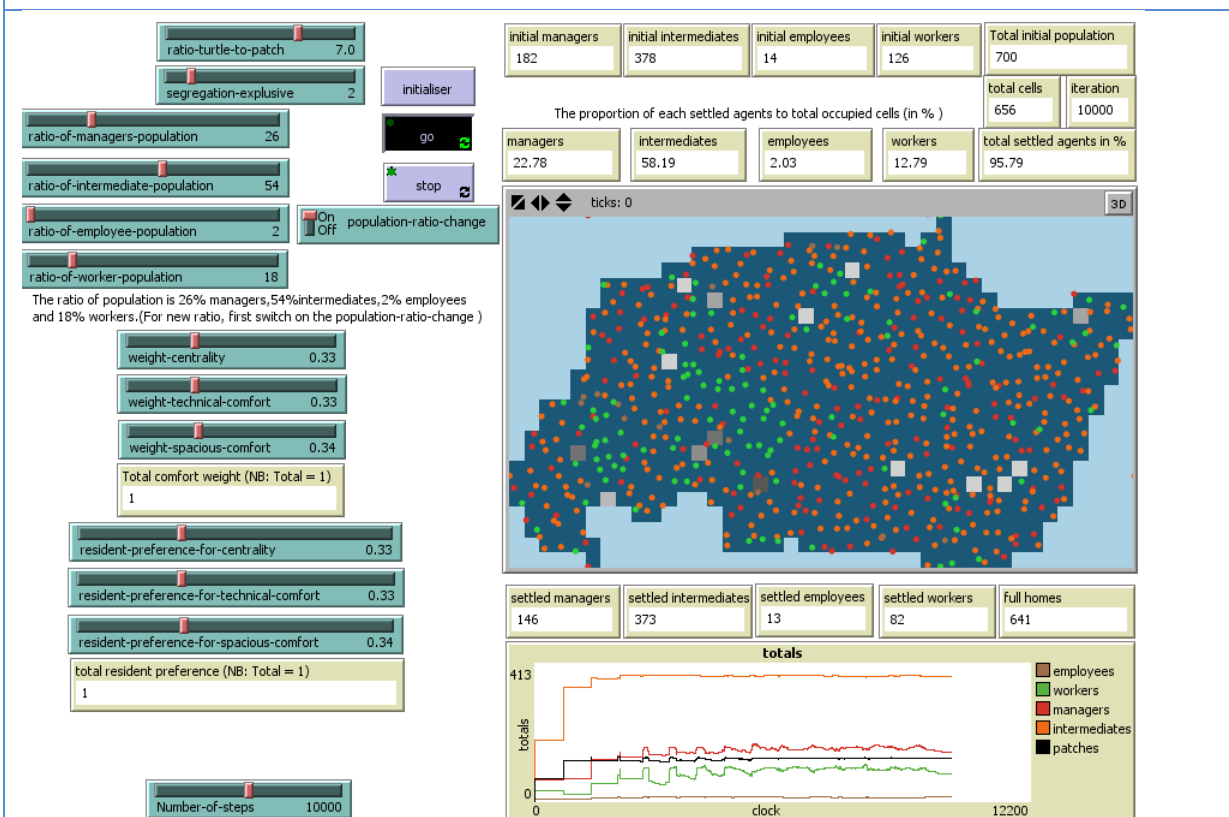 ratio-turtle-to-patch 7.0
segregation-explusive 2
initialiser
ratio-of-managers-population 26
go
ratio-of-intermediate-population 54
stop
ratio-of-employee-population 2
On
Off
population-ratio-change
ratio-of-worker-population 18
The ratio of population is 26% managers,54%intermediates,2% employees
and 18% workers.(For new ratio, first switch on the population-ratio-change )
weight-centrality 0.33
weight-technical-comfort 0.33
weight-spacious-comfort 0.34
Total comfort weight (NB: Total = 1)
1
resident-preference-for-centrality 0.33
resident-preference-for-technical-comfort 0.33
resident-preference-for-spacious-comfort 0.34
total resident preference (NB: Total = 1)
1
Number-of-steps 10000
initial managers
182
initial intermediates
378
initial employees
14
initial workers
126
Total initial population
700
total cells
656
iteration
10000
The proportion of each settled agents to total occupied cells (in % )
managers
22.78
intermediates
58.19
employees
2.03
workers
12.79
total settled agents in %
95.79
ticks: 0
3D
settled managers
146
settled intermediates
373
settled employees
13
settled workers
82
full homes
641
totals
413
totals
0
0
clock
12200
employees
workers
managers
intermediates
patches